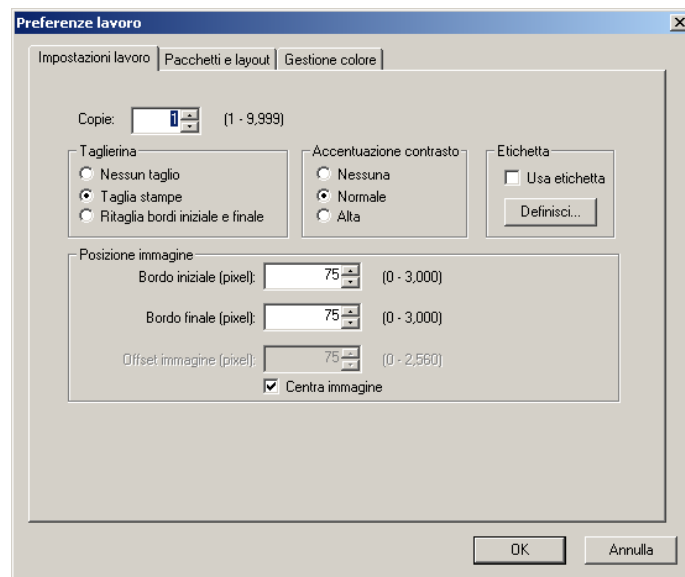 Preferenze lavoro
Impostazioni lavoro Pacchetti e layout Gestione colore
Copie: 1 (1 - 9,999)
Taglierina
Nessun taglio
Taglia stampe
Ritaglia bordi iniziale e finale
Accentuazione contrasto
Nessuna
Normale
Alta
Etichetta
Usa etichetta
Definisci...
Posizione immagine
Bordo iniziale (pixel): 75 (0 - 3,000)
Bordo finale (pixel): 75 (0 - 3,000)
Offset immagine (pixel): 75 (0 - 2,560)
Centra immagine
OK Annulla